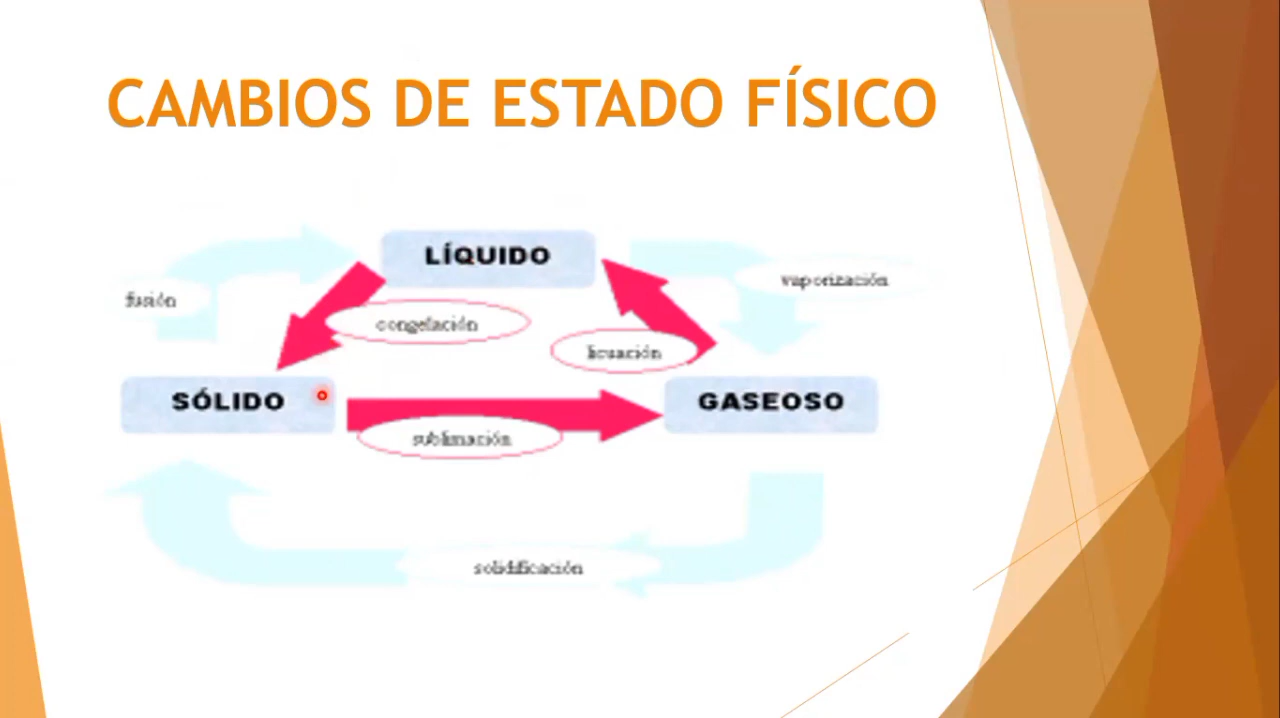 CAMBIOS DE ESTADO FÍSICO
LÍQUIDO
vaporización
fusión
congelación
licuación
SÓLIDO
GASEOSO
sublimación
solidificación